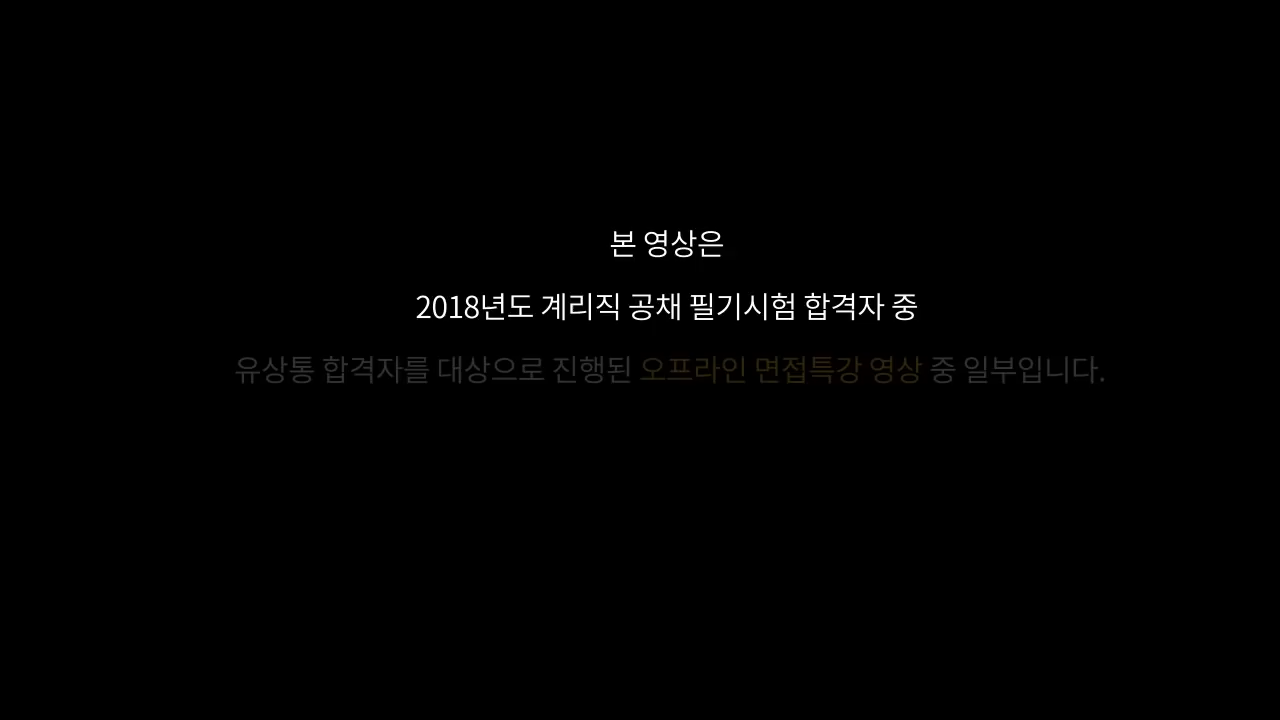 본 영상은
2018년도 계리직 공채 필기시험 합격자 중
유상통 합격자를 대상으로 진행된 오프라인 면접특강 영상 중 일부입니다.